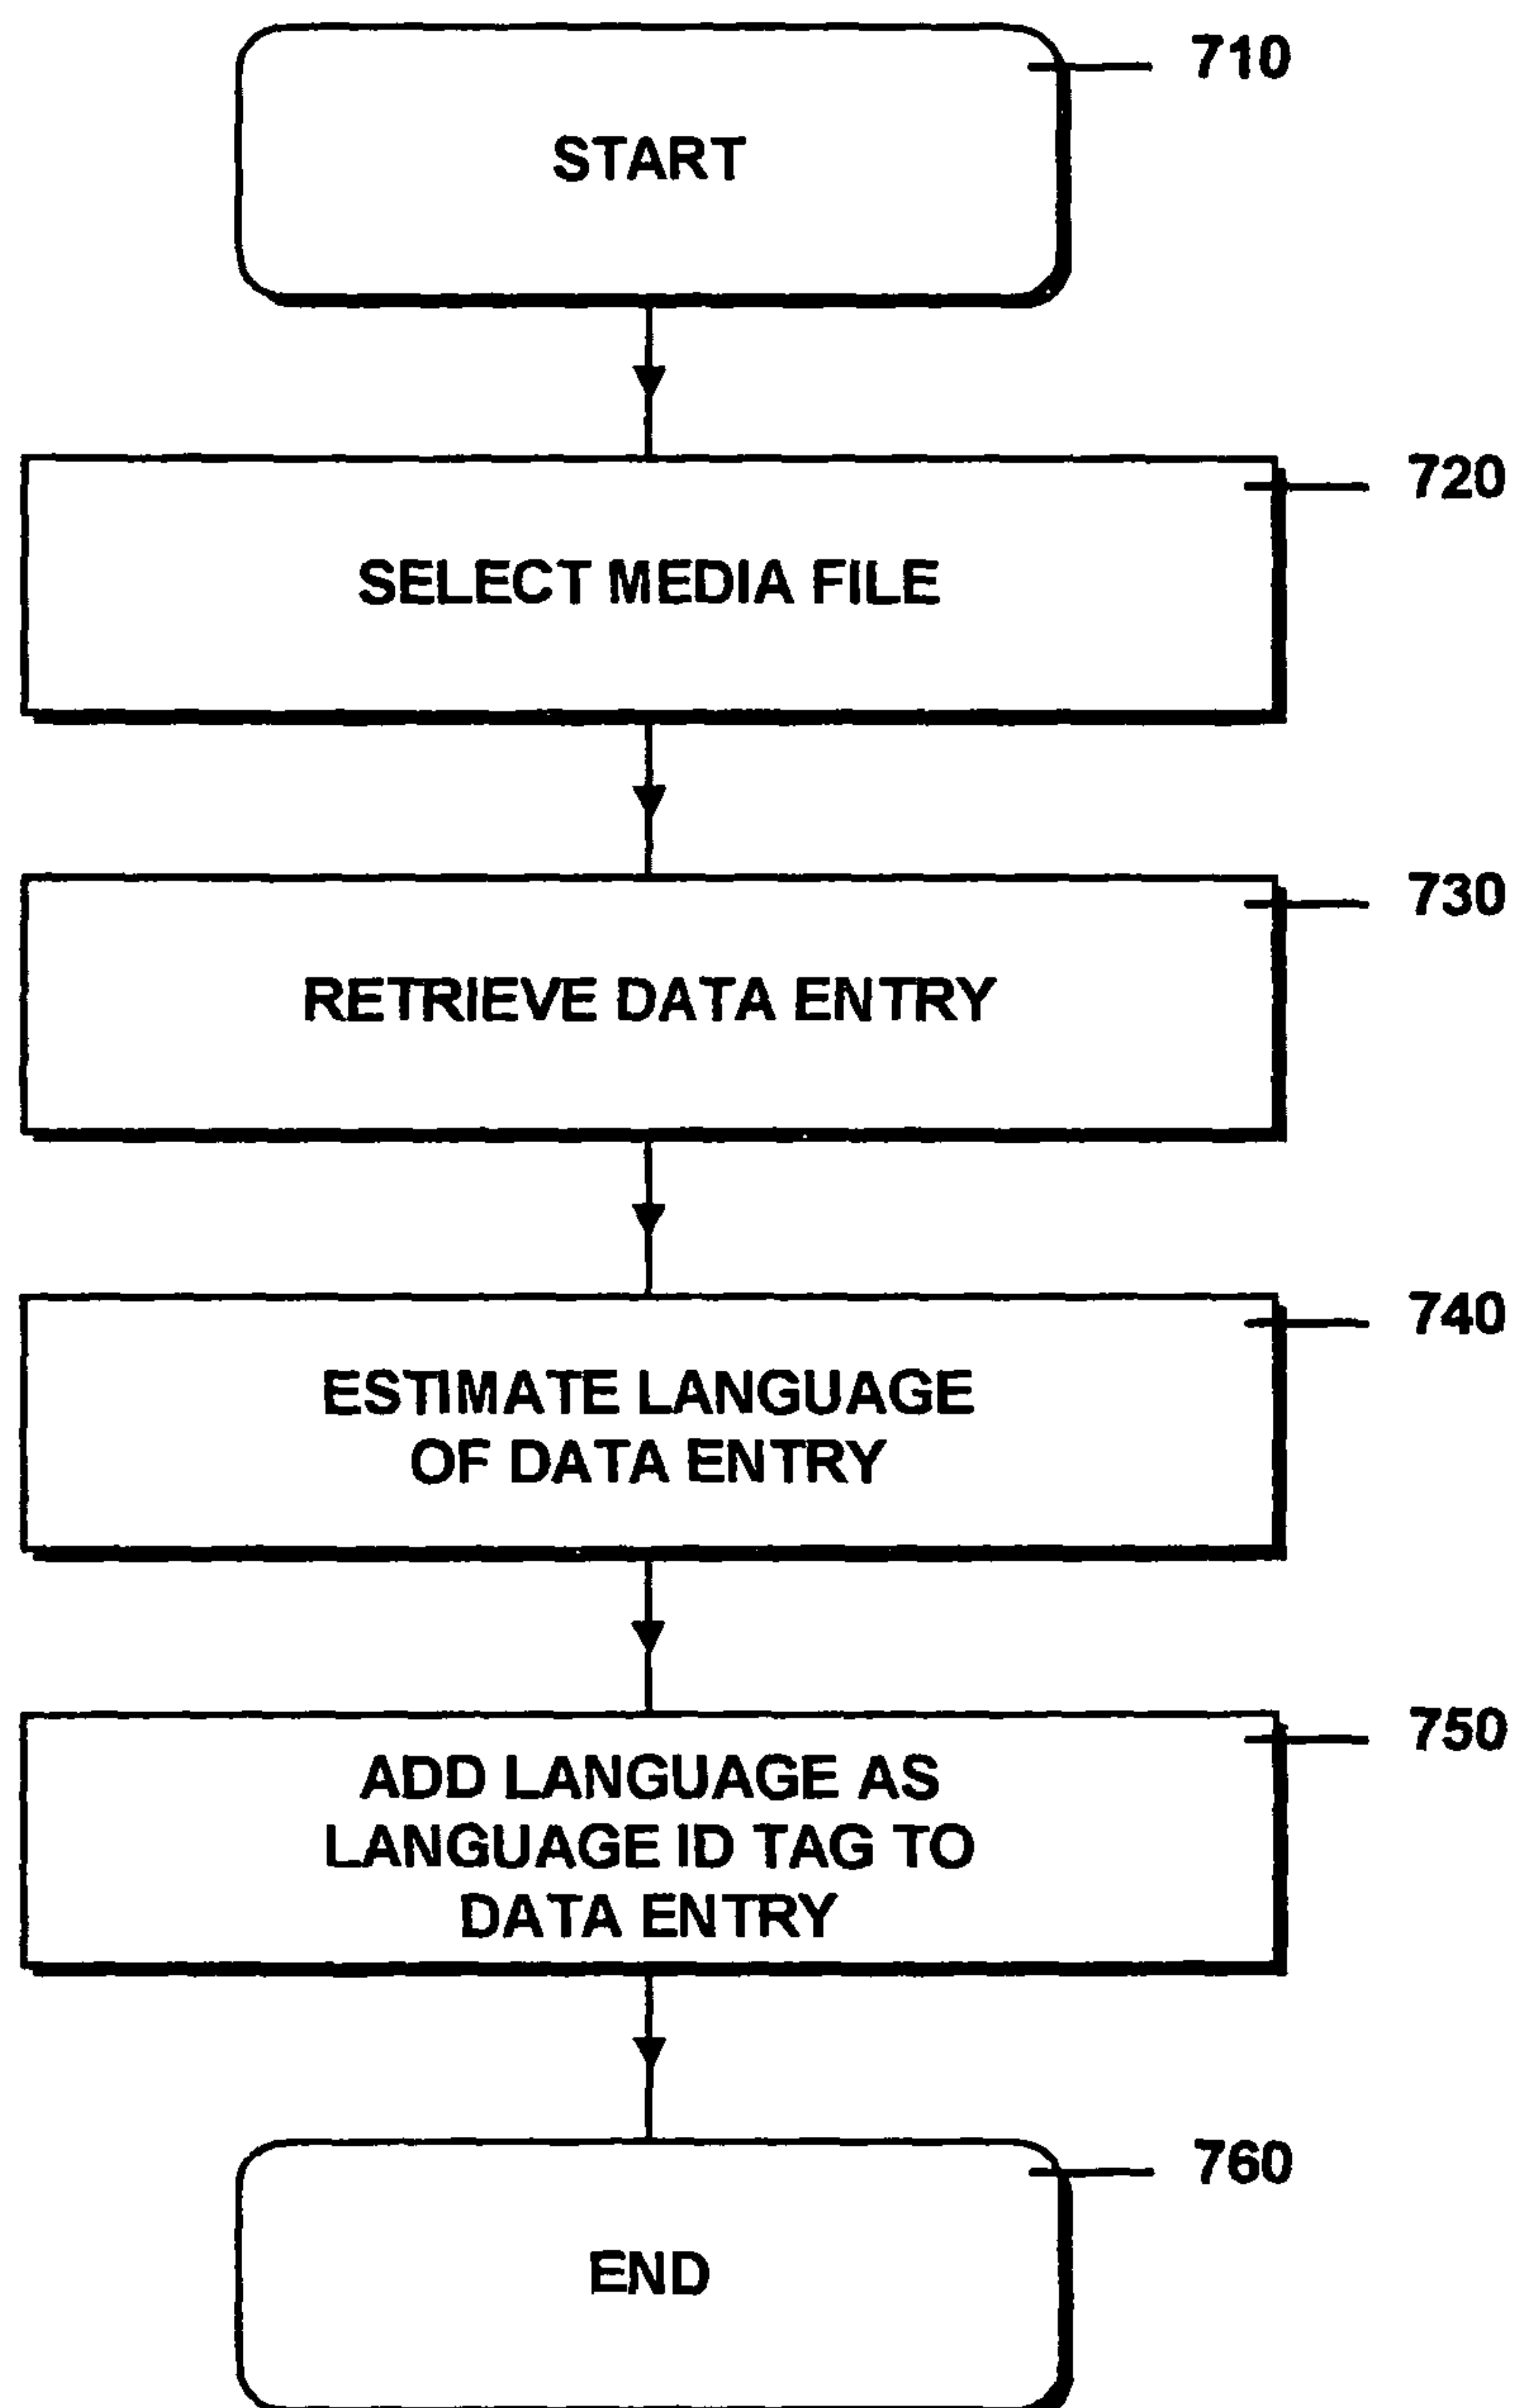 710
START
720
SELECT MEDIA FILE
730
RETRIEVE DATA ENTRY
740
ESTIMATE LANGUAGE
OF DATA ENTRY
750
ADD LANGUAGE AS
LANGUAGE ID TAG TO
DATA ENTRY
760
END